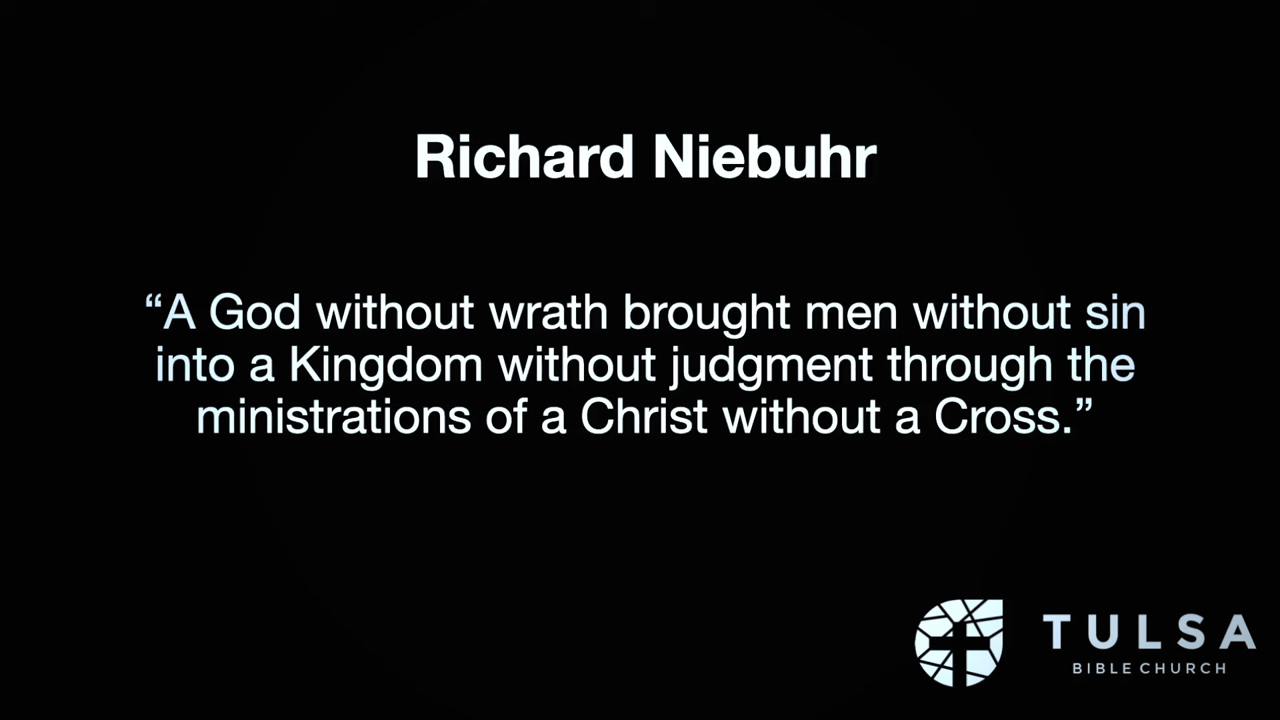 Richard Niebuhr
“A God without wrath brought men without sin
into a Kingdom without judgment through the
ministrations of a Christ without a Cross.”
TULSA
BIBLE CHURCH